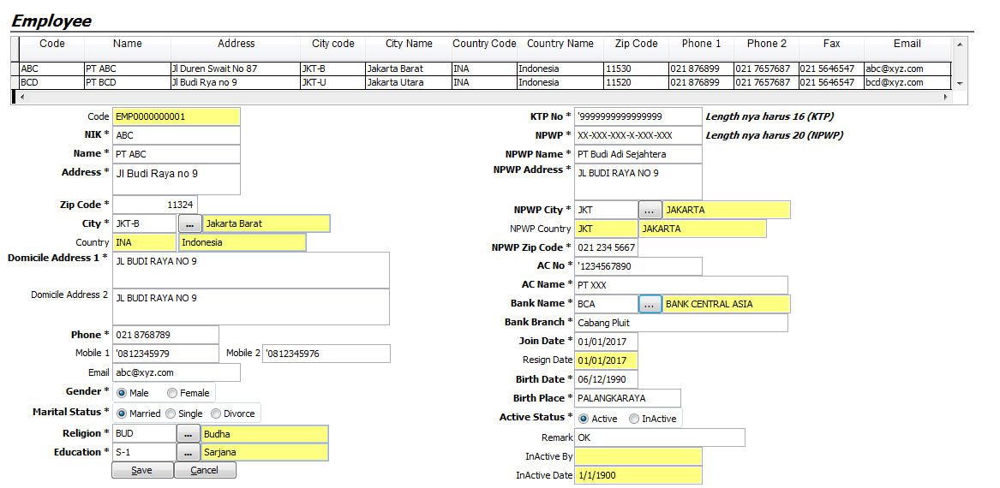 Employee
Code Name Address City code City Name Country Code Country Name Zip Code Phone 1 Phone 2 Fax Email
ABC PT ABC Jl Duren Swait No 87 JKT-B Jakarta Barat INA Indonesia 11530 021 876899 021 7657687 021 5646547 abc@xyz.com
BCD PT BCD Jl Budi Rya no 9 JKT-U Jakarta Utara INA Indonesia 11520 021 876899 021 7657687 021 5646547 bcd@xyz.com
Code EMP0000000001
NIK * ABC
Name * PT ABC
Address * Jl Budi Raya no 9
Zip Code * 11324
City * JKT-B ... Jakarta Barat
Country INA Indonesia
Domicile Address 1 * JL BUDI RAYA NO 9
Domicile Address 2 JL BUDI RAYA NO 9
Phone * 021 8768789
Mobile 1 '0812345979 Mobile 2 '0812345976
Email abc@xyz.com
Gender * Male Female
Marital Status * Married Single Divorce
Religion * BUD ... Budha
Education * S-1 ... Sarjana
Save Cancel
KTP No * '9999999999999999 Length nya harus 16 (KTP)
NPWP * XX-XXX-XXX-X-XXX-XXX Length nya harus 20 (NPWP)
NPWP Name * PT Budi Adi Sejahtera
NPWP Address * JL BUDI RAYA NO 9
NPWP City * JKT ... JAKARTA
NPWP Country JKT JAKARTA
NPWP Zip Code * 021 234 5667
AC No * '1234567890
AC Name * PT XXX
Bank Name * BCA ... BANK CENTRAL ASIA
Bank Branch * Cabang Pluit
Join Date * 01/01/2017
Resign Date 01/01/2017
Birth Date * 06/12/1990
Birth Place * PALANGKARAYA
Active Status * Active InActive
Remark OK
InActive By
InActive Date 1/1/1900